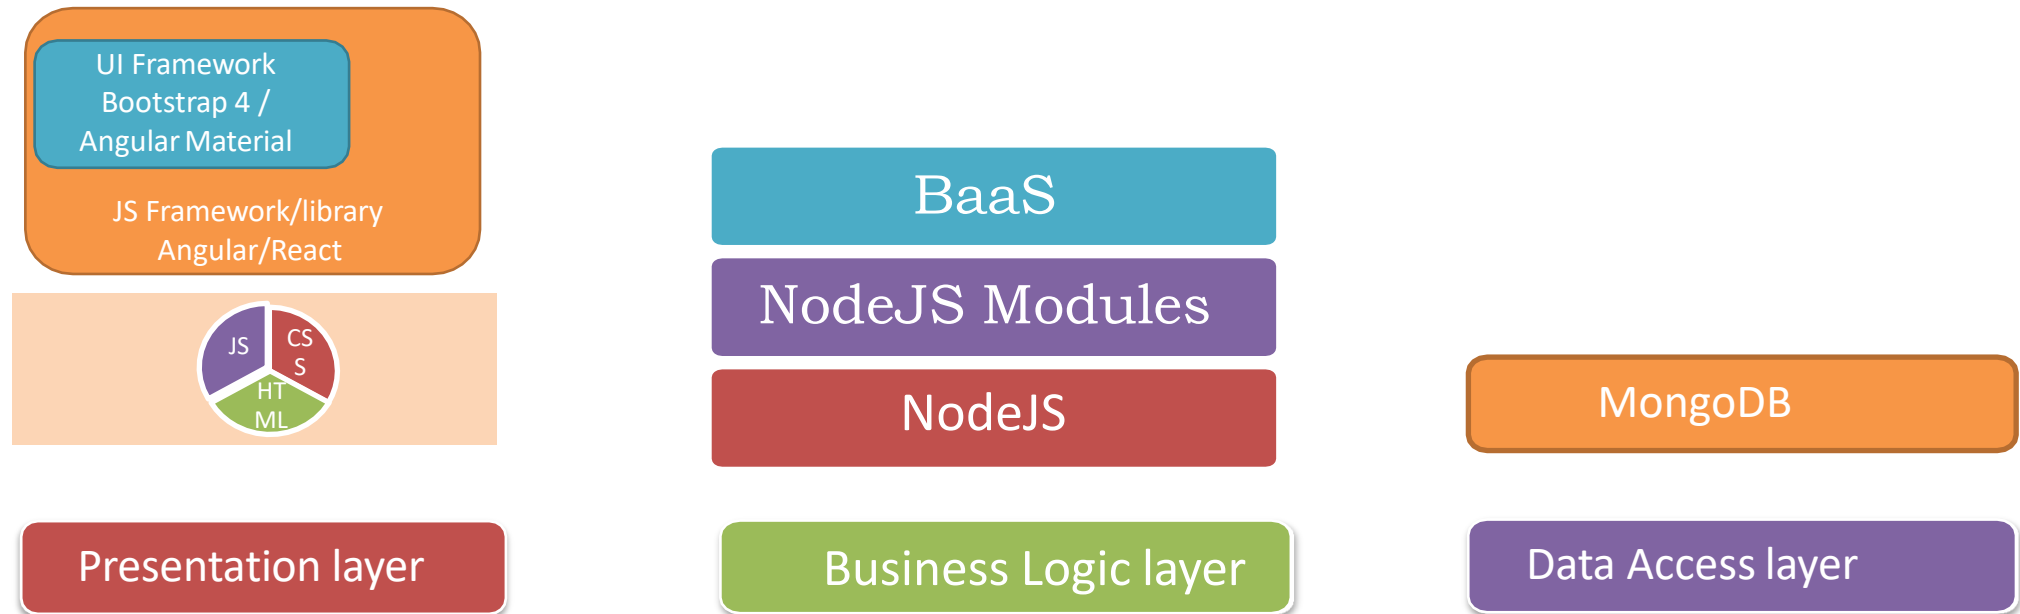 UI Framework
Bootstrap 4 /
Angular Material
JS Framework/library
Angular/React
JS
CS
S
HT
ML
Presentation layer
BaaS
NodeJS Modules
NodeJS
Business Logic layer
MongoDB
Data Access layer